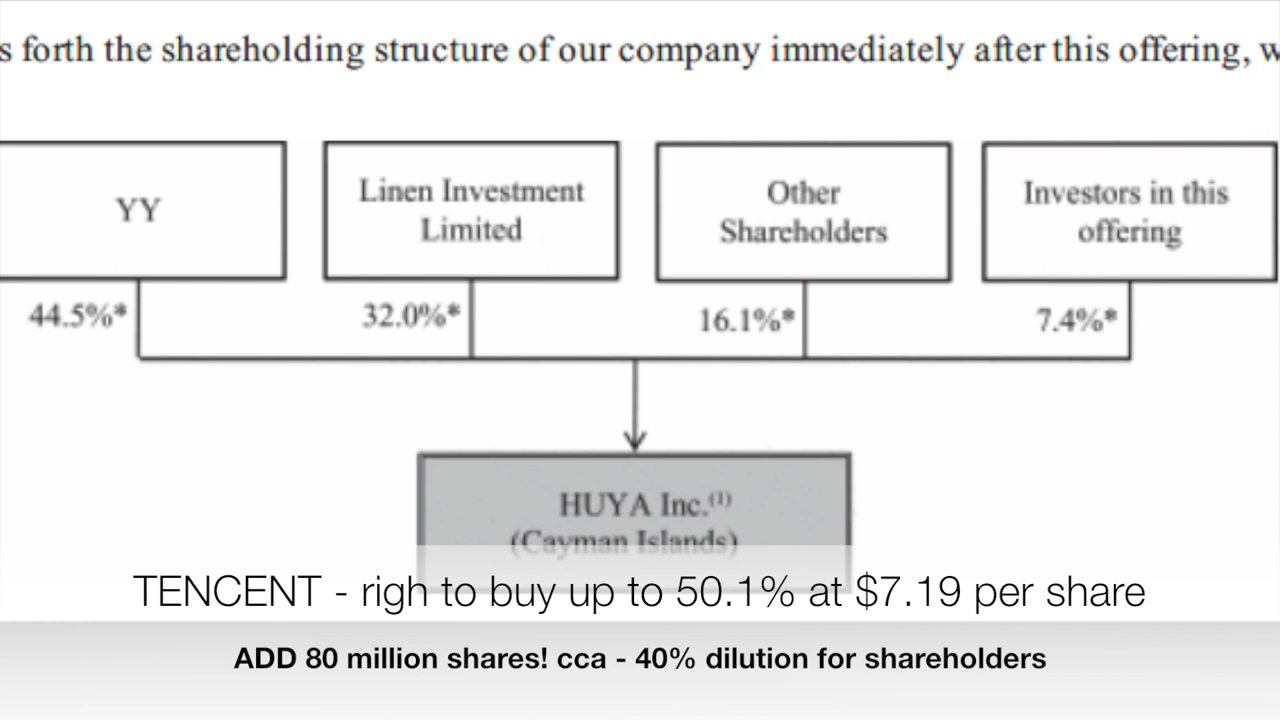 s forth the shareholding structure of our company immediately after this offering, w
YY
Linen Investment
Limited
Other
Shareholders
Investors in this
offering
44.5%*
32.0%*
16.1%*
7.4%*
HUYA Inc.(1)
(Cayman Islands)
TENCENT - righ to buy up to 50.1% at $7.19 per share
ADD 80 million shares! cca - 40% dilution for shareholders